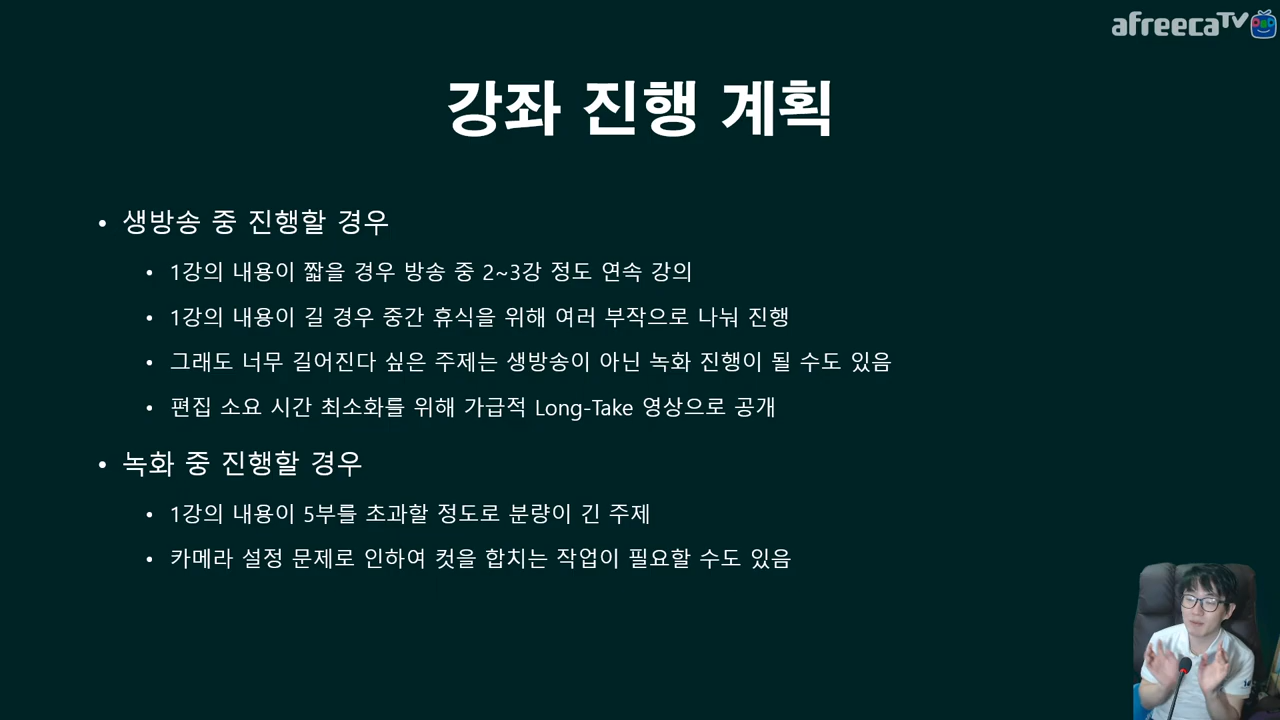 afreecaTV
강좌 진행 계획
• 생방송 중 진행할 경우
• 1강의 내용이 짧을 경우 방송 중 2~3강 정도 연속 강의
• 1강의 내용이 길 경우 중간 휴식을 위해 여러 부작으로 나눠 진행
• 그래도 너무 길어진다 싶은 주제는 생방송이 아닌 녹화 진행이 될 수도 있음
• 편집 소요 시간 최소화를 위해 가급적 Long-Take 영상으로 공개
• 녹화 중 진행할 경우
• 1강의 내용이 5부를 초과할 정도로 분량이 긴 주제
• 카메라 설정 문제로 인하여 컷을 합치는 작업이 필요할 수도 있음